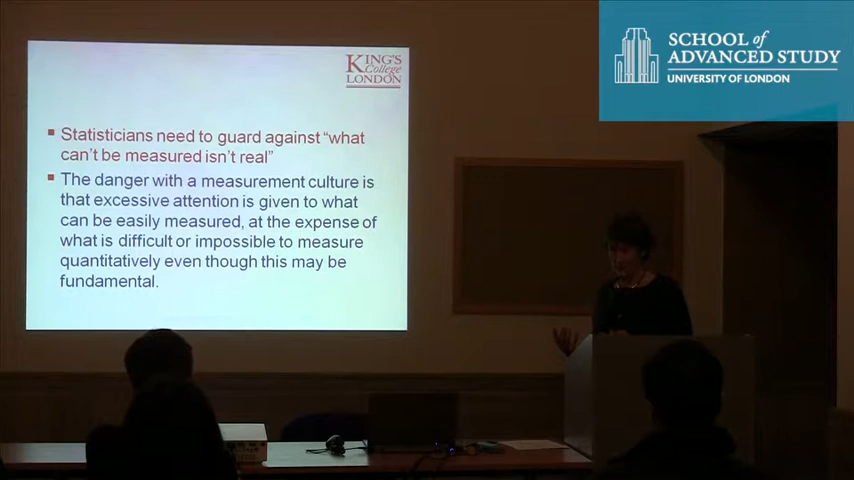 KING'S
College
LONDON
Statisticians need to guard against “what
can't be measured isn't real”
The danger with a measurement culture is
that excessive attention is given to what
can be easily measured, at the expense of
what is difficult or impossible to measure
quantitatively even though this may be
fundamental.
SCHOOL of
ADVANCED STUDY
UNIVERSITY OF LONDON